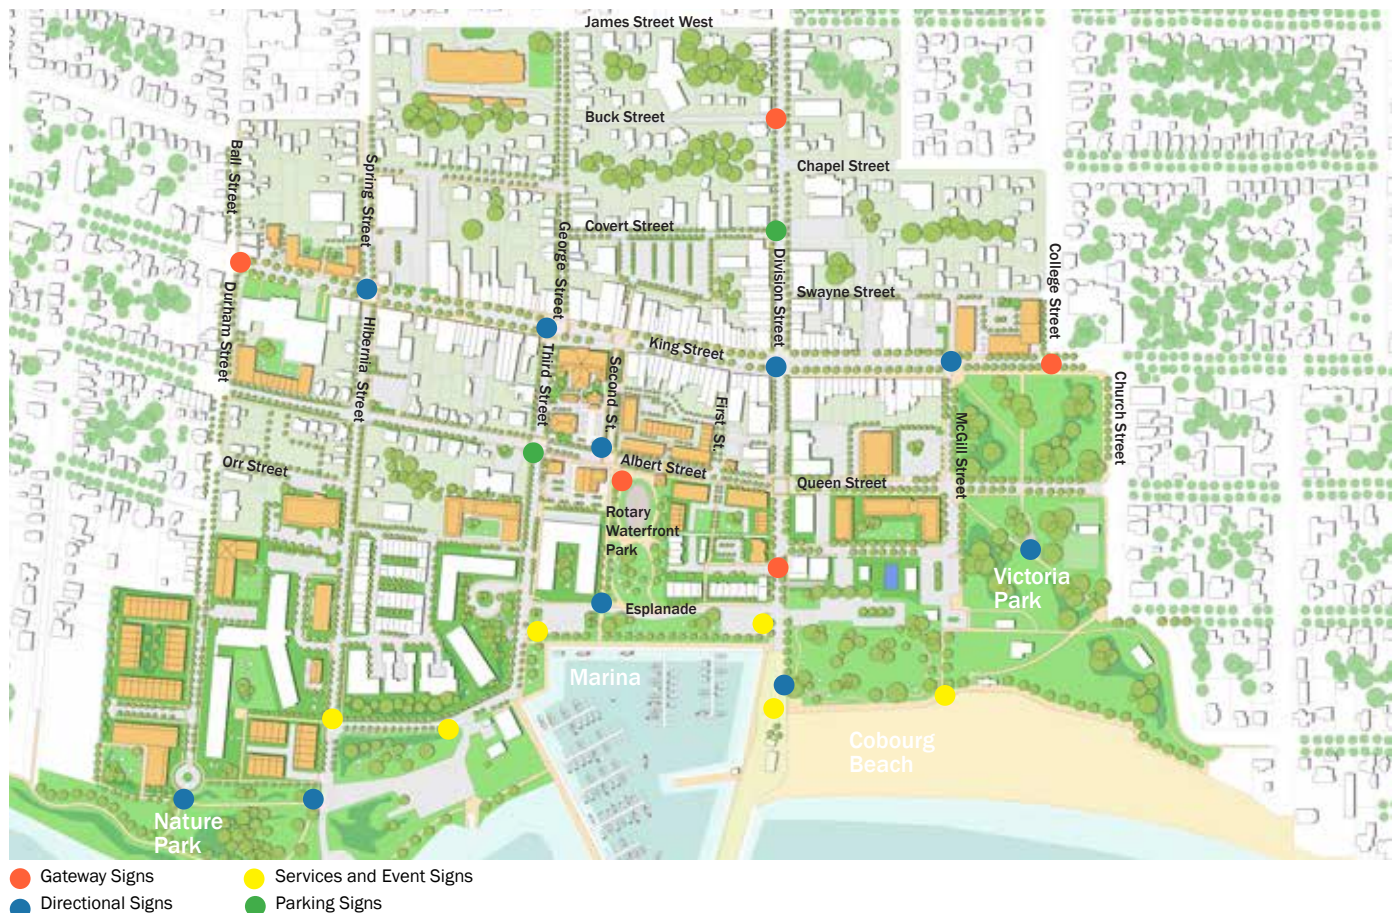 James Street West
Buck Street
Chapel Street
Ball Street
Spring Street
Covert Street
George Street
Division Street
College Street
Swayne Street
Durham Street
Hibernia Street
Third Street
King Street
Second St.
First St.
McGill Street
Church Street
Orr Street
Albert Street
Queen Street
Rotary
Waterfront
Park
Victoria
Park
Esplanade
Marina
Cobourg
Beach
Nature
Park
Gateway Signs
Services and Event Signs
Directional Signs
Parking Signs